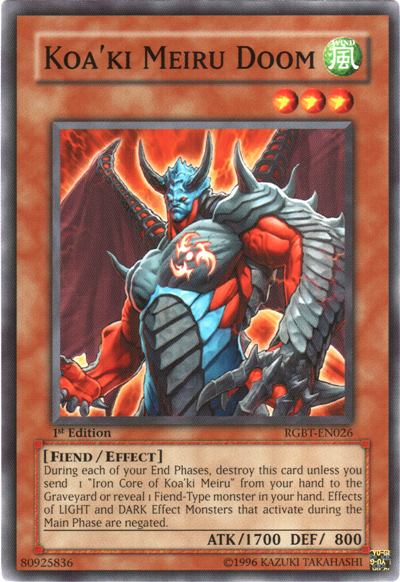 Koa'ki Meiru Doom
WIND
風
1st Edition
RGBT-EN026
[Fiend / Effect]
During each of your End Phases, destroy this card unless you
send 1 "Iron Core of Koa'ki Meiru" from your hand to the
Graveyard or reveal 1 Fiend-Type monster in your hand. Effects
of LIGHT and DARK Effect Monsters that activate during the
Main Phase are negated.
ATK/1700 DEF/ 800
80925836
©1996 KAZUKI TAKAHASHI